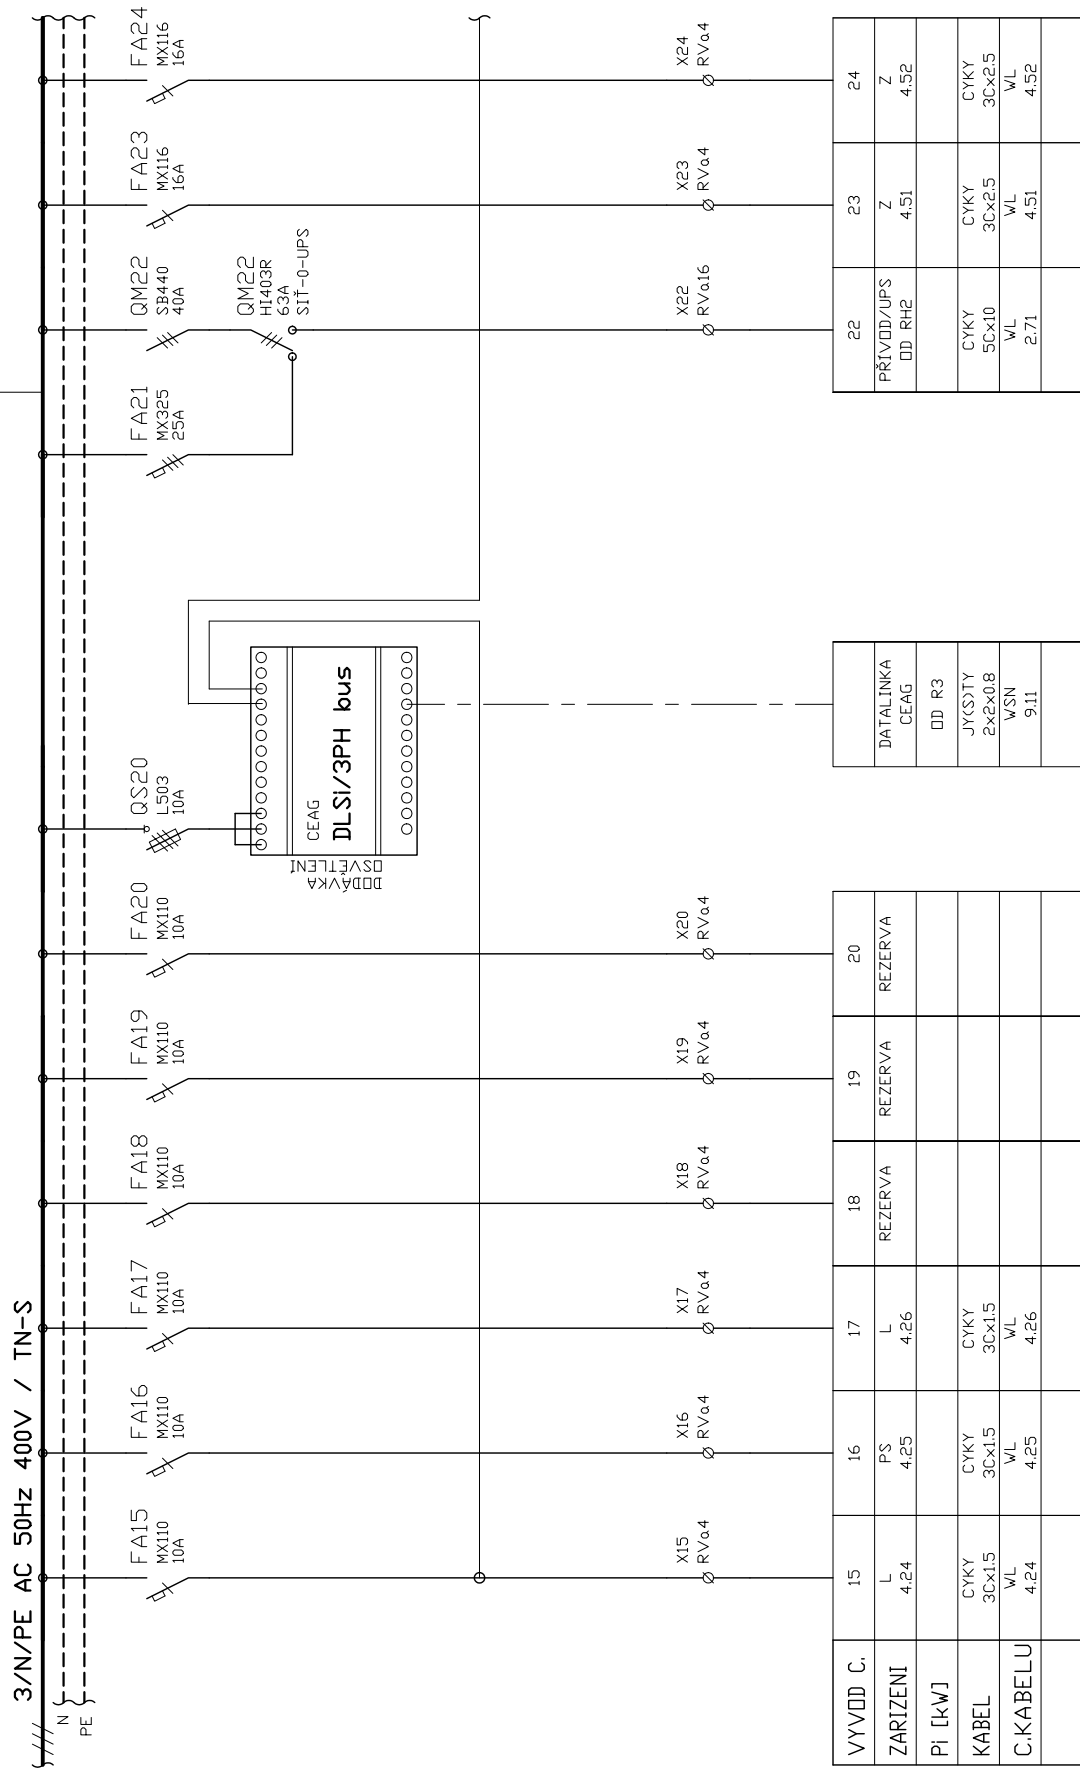 3/N/PE AC 50Hz 400V / TN-S
N
PE
FA15
MX110
10A
FA16
MX110
10A
FA17
MX110
10A
FA18
MX110
10A
FA19
MX110
10A
FA20
MX110
10A
QS20
L503
10A
FA21
MX325
25A
QM22
SB440
40A
QM22
HI403R
63A
SIŤ-0-UPS
FA23
MX116
16A
FA24
MX116
16A
DODÁVKA
OSVĚTLENÍ
CEAG
DLSi/3PH bus
X15
RVa4
X16
RVa4
X17
RVa4
X18
RVa4
X19
RVa4
X20
RVa4
X22
RVa16
X23
RVa4
X24
RVa4
VYVOD C. 15 16 17 18 19 20 22 23 24
ZARIZENI
L
4.24
PS
4.25
L
4.26
REZERVA
REZERVA
REZERVA
DATALINKA
CEAG
PŘÍVOD/UPS
OD RH2
Z
4.51
Z
4.52
Pi [kW]
OD R3
KABEL
CYKY
3Cx1.5
CYKY
3Cx1.5
CYKY
3Cx1.5
JY(S)TY
2x2x0.8
CYKY
5Cx10
CYKY
3Cx2.5
CYKY
3Cx2.5
C.KABELU
WL
4.24
WL
4.25
WL
4.26
WSN
9.11
WL
2.71
WL
4.51
WL
4.52